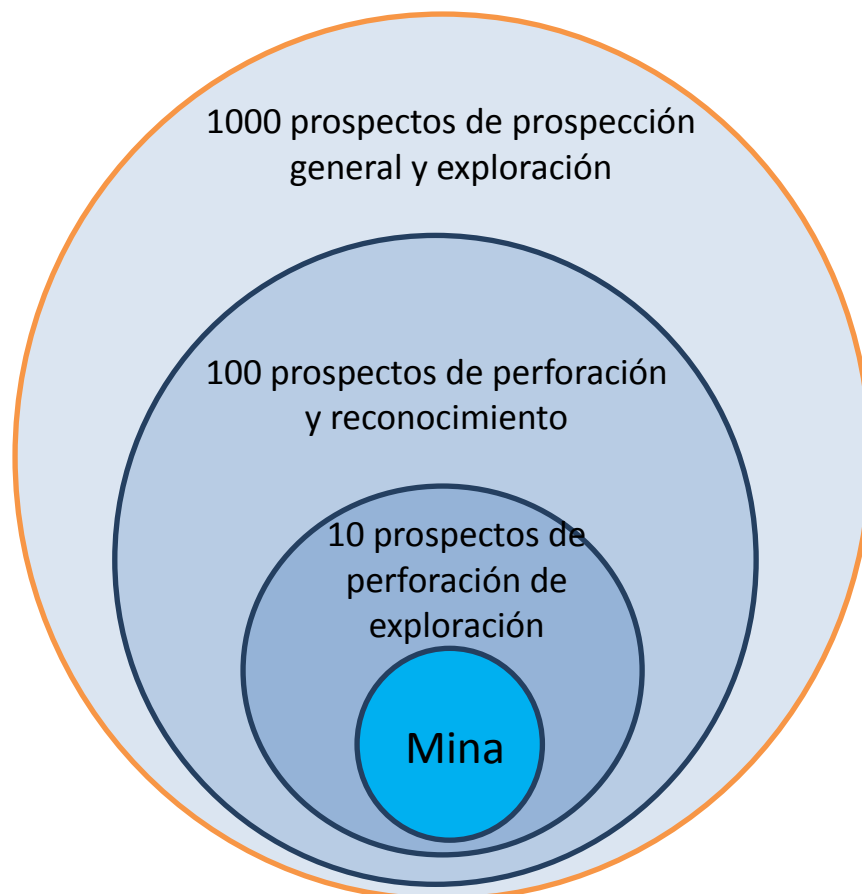 1000 prospectos de prospección
general y exploración
100 prospectos de perforación
y reconocimiento
10 prospectos de
perforación de
exploración
Mina